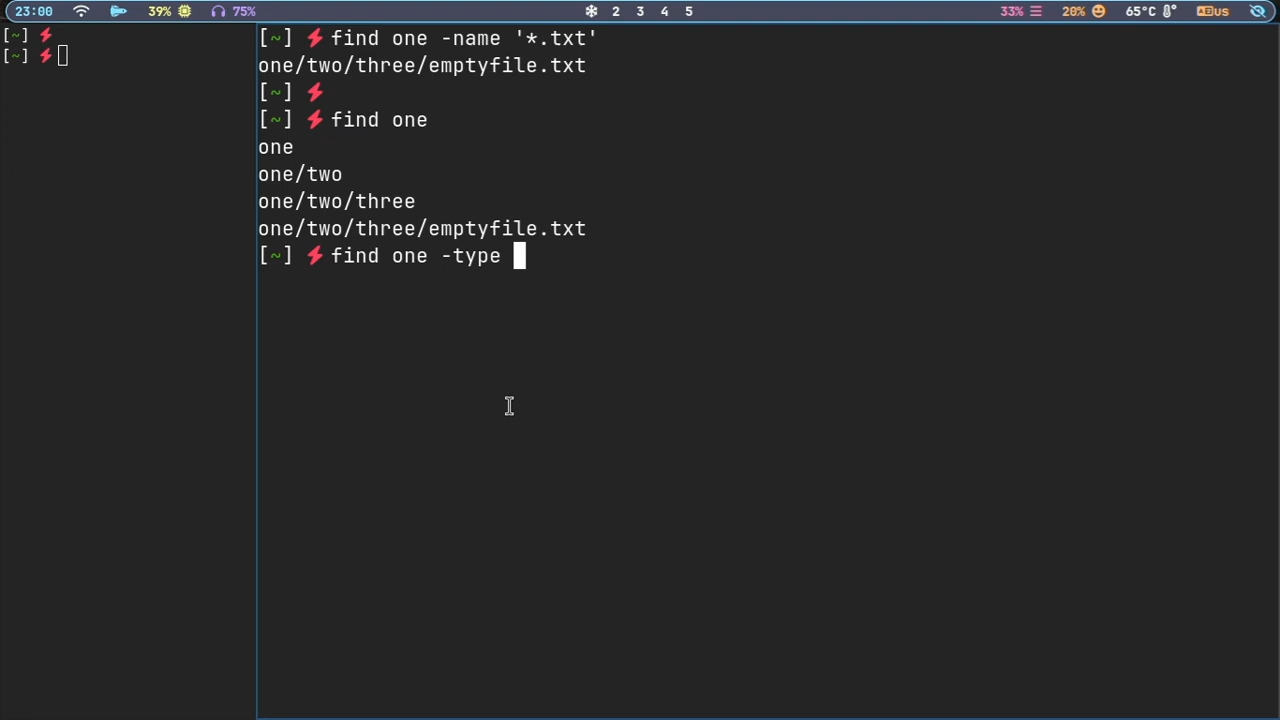 23:00 39% 75% 2 3 4 5 33% 20% 65°C us
[~]
[~]
[~] find one -name '*.txt'
one/two/three/emptyfile.txt
[~]
[~] find one
one
one/two
one/two/three
one/two/three/emptyfile.txt
[~] find one -type